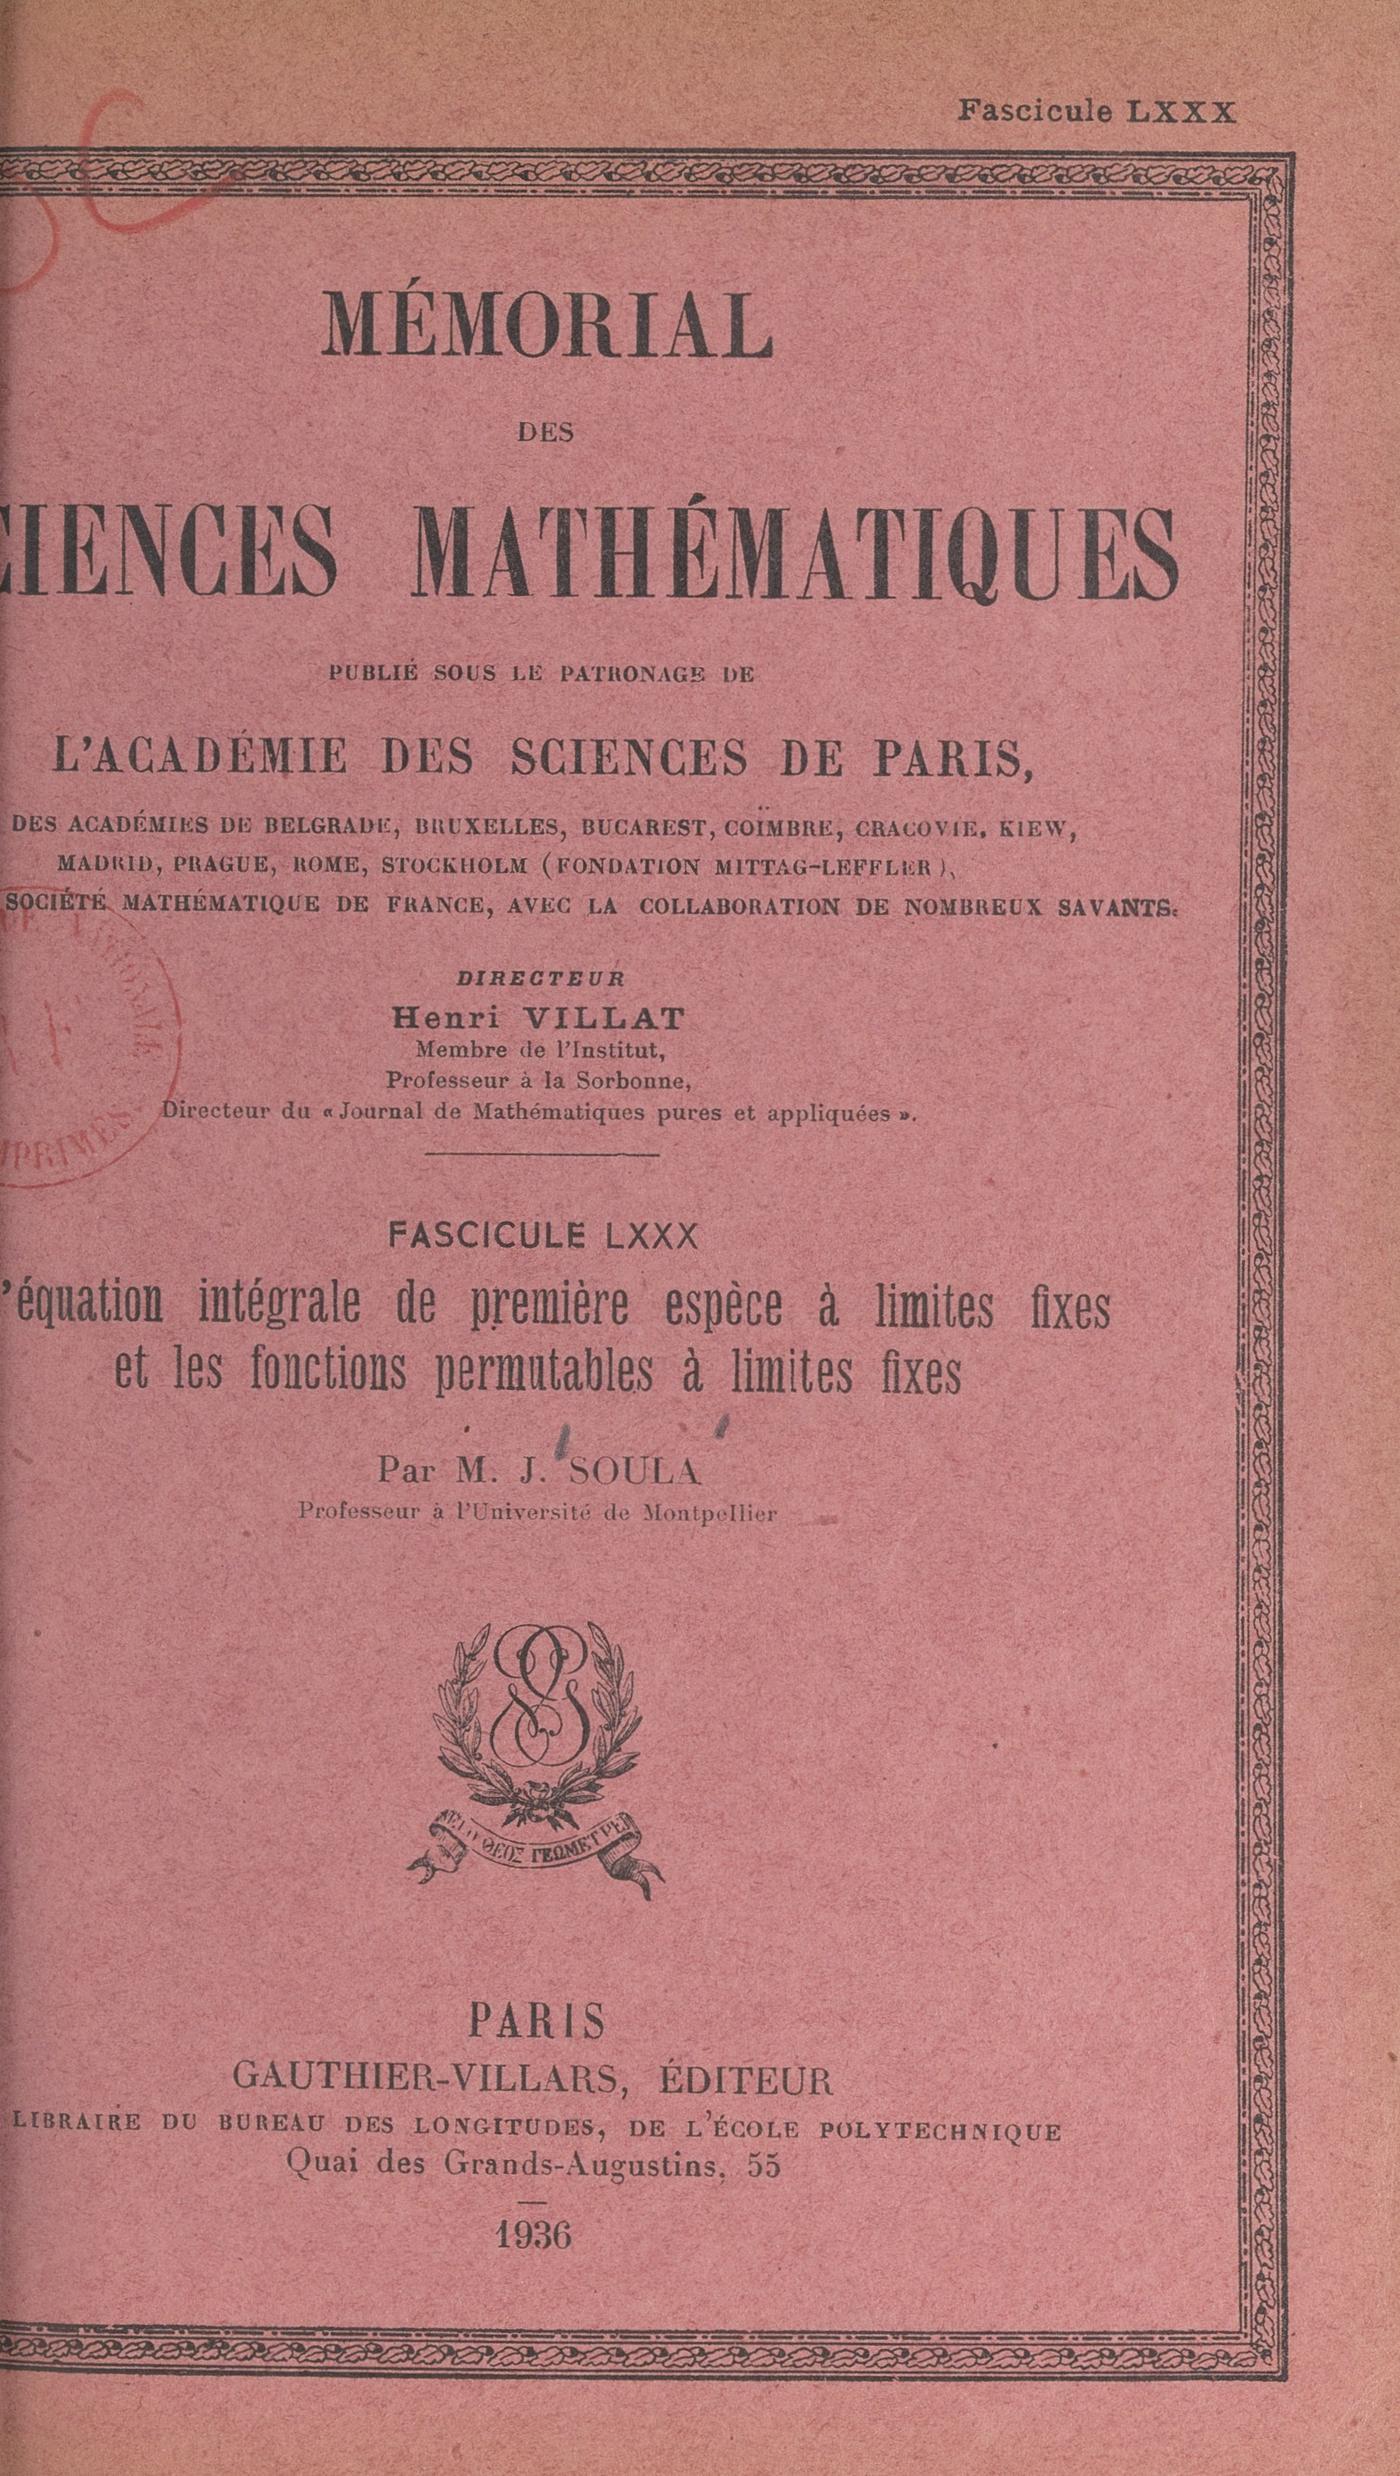 Fascicule LXXX
MÉMORIAL
DES
CIENCES MATHÉMATIQUES
PUBLIÉ SOUS LE PATRONAGE DE
L'ACADÉMIE DES SCIENCES DE PARIS,
DES ACADÉMIES DE BELGRADE, BRUXELLES, BUCAREST, COÏMBRE, CRACOVIE, KIEW,
MADRID, PRAGUE, ROME, STOCKHOLM (FONDATION MITTAG-LEFFLER),
SOCIÉTÉ MATHÉMATIQUE DE FRANCE, AVEC LA COLLABORATION DE NOMBREUX SAVANTS.
DIRECTEUR
Henri VILLAT
Membre de l'Institut,
Professeur à la Sorbonne,
Directeur du « Journal de Mathématiques pures et appliquées ».
FASCICULE LXXX
'équation intégrale de première espèce à limites fixes
et les fonctions permutables à limites fixes
Par M. J. SOULA
Professeur à l'Université de Montpellier
ΘΕΟΣ ΓΕΩΜΕΤΡΕΙ
PARIS
GAUTHIER-VILLARS, ÉDITEUR
LIBRAIRE DU BUREAU DES LONGITUDES, DE L'ÉCOLE POLYTECHNIQUE
Quai des Grands-Augustins, 55
1936